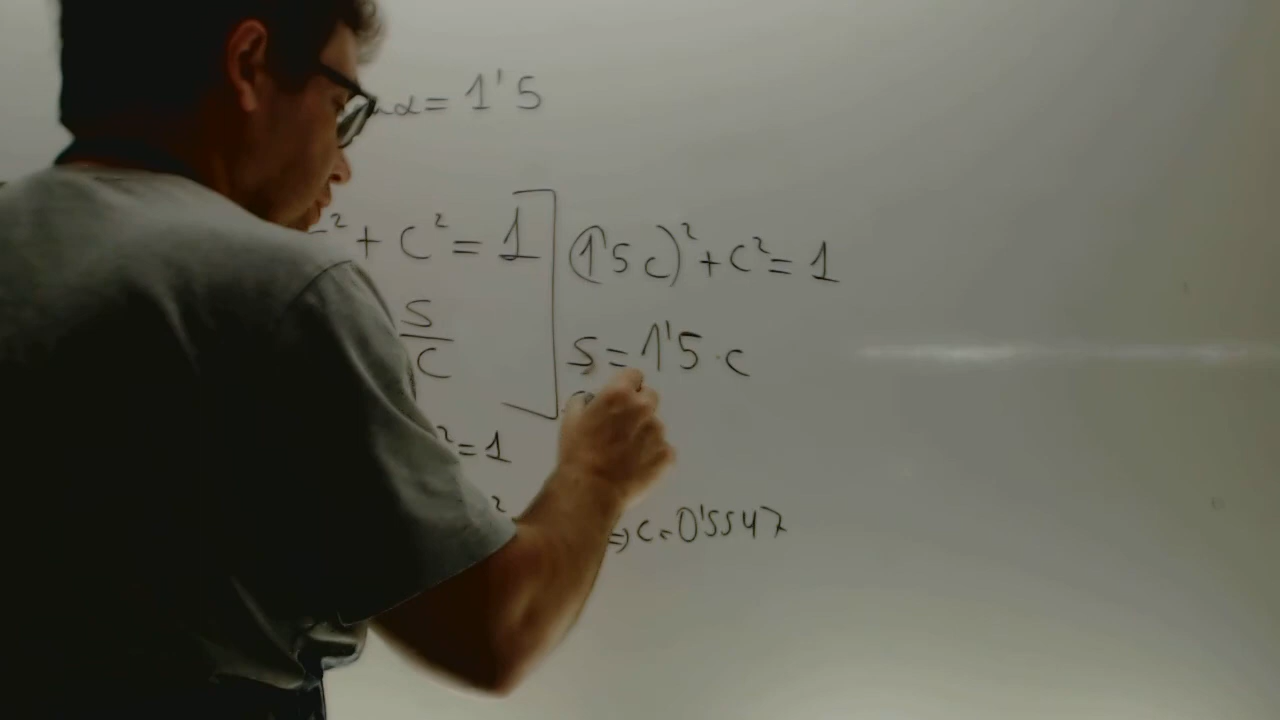 α = 1'5
² + c² = 1
(1'5 c)² + c² = 1
s
c
s = 1'5 · c
² = 1
²
=> c = 0'5547